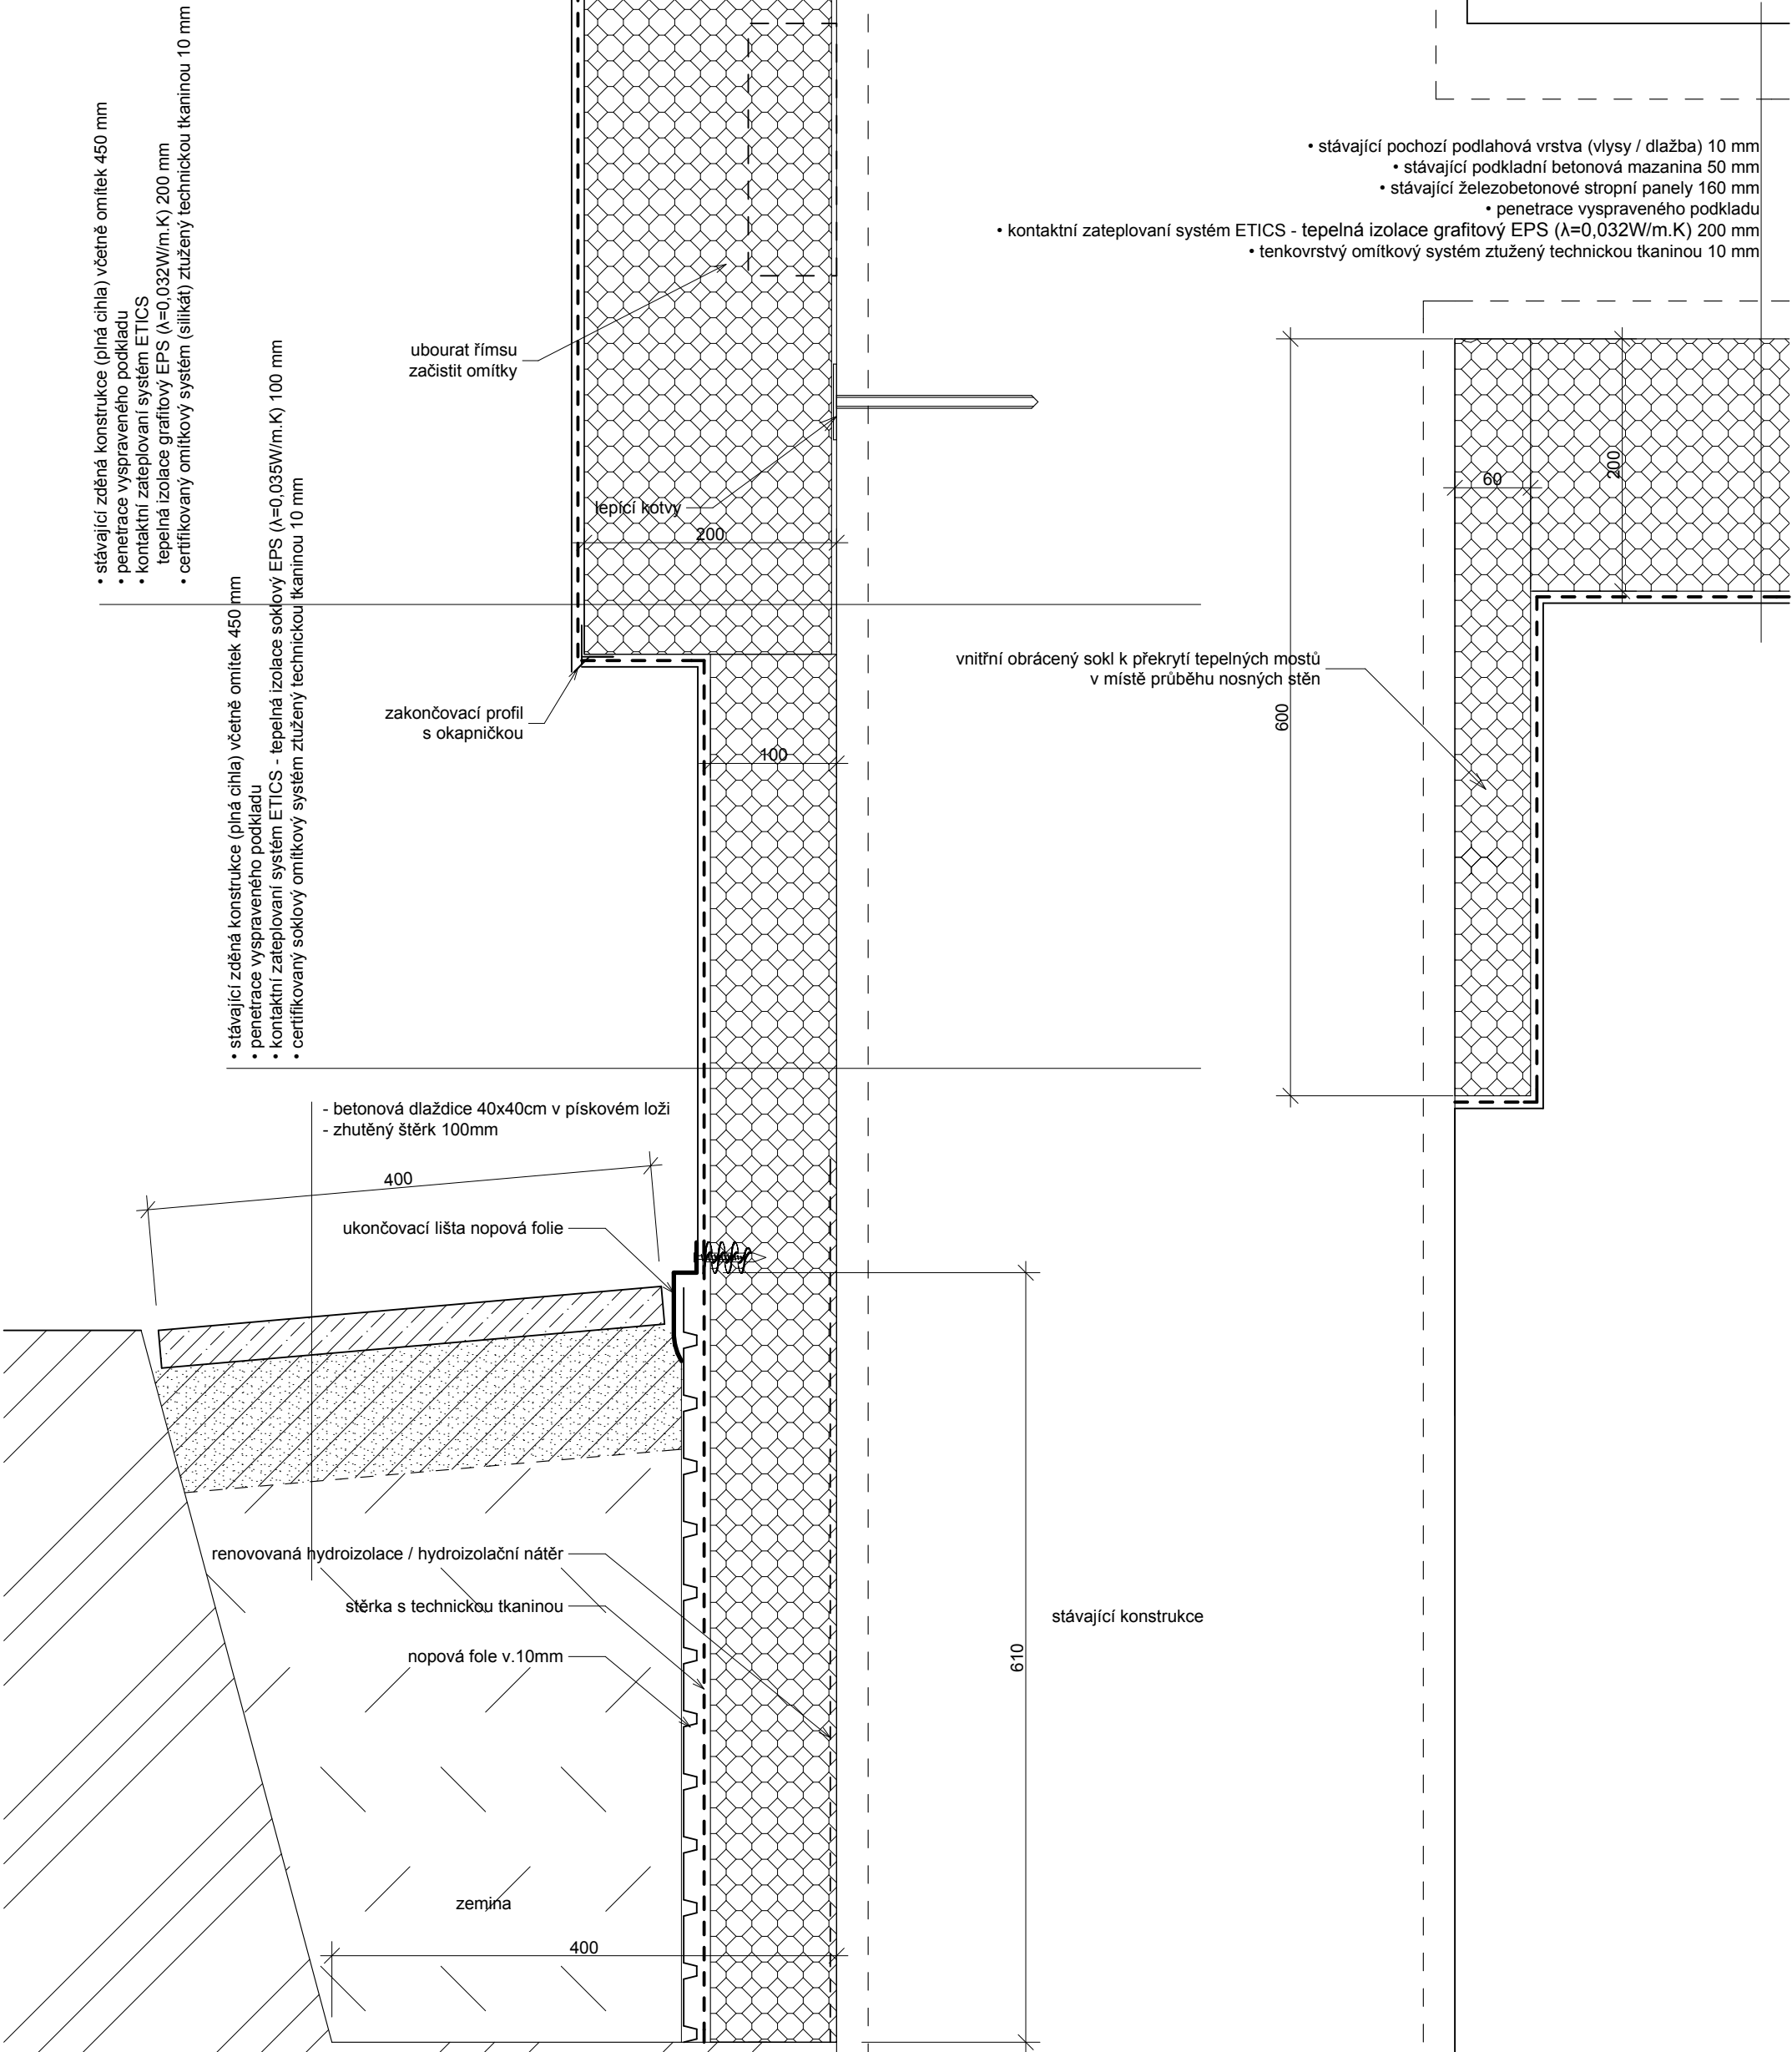 • stávající zděná konstrukce (plná cihla) včetně omítek 450 mm
• penetrace vyspraveného podkladu
• kontaktní zateplovaní systém ETICS
tepelná izolace grafitový EPS (λ=0,032W/m.K) 200 mm
• certifikovaný omítkový systém (silikát) ztužený technickou tkaninou 10 mm
• stávající zděná konstrukce (plná cihla) včetně omítek 450 mm
• penetrace vyspraveného podkladu
• kontaktní zateplovaní systém ETICS - tepelná izolace soklový EPS (λ=0,035W/m.K) 100 mm
• certifikovaný soklový omítkový systém ztužený technickou tkaninou 10 mm
• stávající pochozí podlahová vrstva (vlysy / dlažba) 10 mm
• stávající podkladní betonová mazanina 50 mm
• stávající železobetonové stropní panely 160 mm
• penetrace vyspraveného podkladu
• kontaktní zateplovaní systém ETICS - tepelná izolace grafitový EPS (λ=0,032W/m.K) 200 mm
• tenkovrstvý omítkový systém ztužený technickou tkaninou 10 mm
ubourat římsu
začistit omítky
lepící kotvy
200
60
200
600
vnitřní obrácený sokl k překrytí tepelných mostů
v místě průběhu nosných stěn
zakončovací profil
s okapničkou
100
- betonová dlaždice 40x40cm v pískovém loži
- zhutěný štěrk 100mm
400
ukončovací lišta nopová folie
renovovaná hydroizolace / hydroizolační nátěr
stěrka s technickou tkaninou
nopová fole v.10mm
stávající konstrukce
610
zemina
400